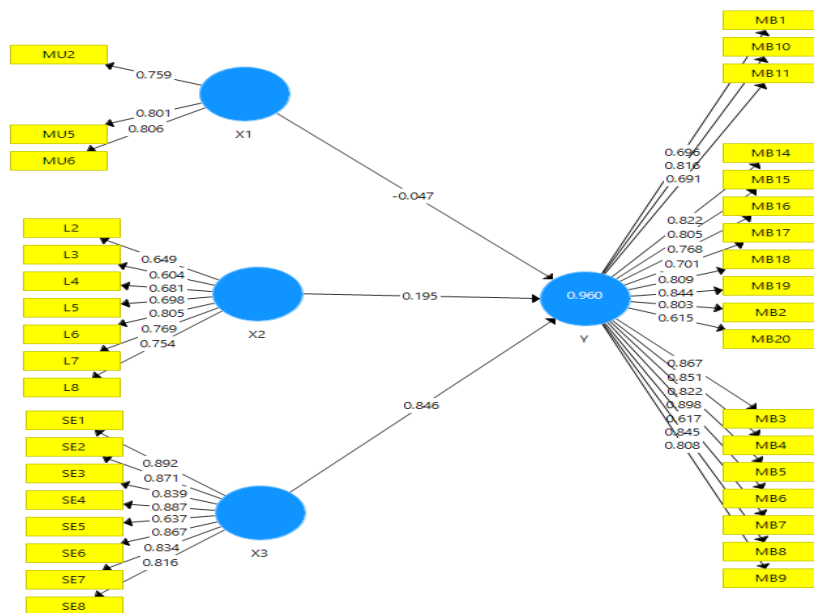 MU2
MU5
MU6
0.759
0.801
0.806
X1
-0.047
L2
L3
L4
L5
L6
L7
L8
0.649
0.604
0.681
0.698
0.805
0.769
0.754
X2
0.195
SE1
SE2
SE3
SE4
SE5
SE6
SE7
SE8
0.892
0.871
0.839
0.887
0.637
0.867
0.834
0.816
X3
0.846
0.960
Y
0.696
0.816
0.691
0.822
0.805
0.768
0.701
0.809
0.844
0.803
0.615
0.867
0.851
0.822
0.898
0.617
0.845
0.808
MB1
MB10
MB11
MB14
MB15
MB16
MB17
MB18
MB19
MB2
MB20
MB3
MB4
MB5
MB6
MB7
MB8
MB9